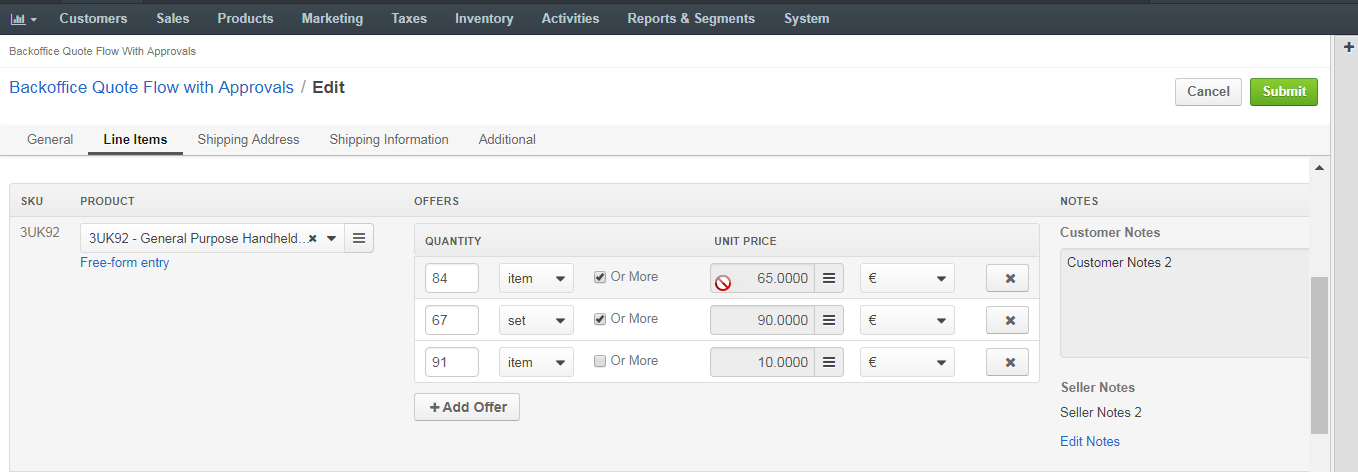 Customers Sales Products Marketing Taxes Inventory Activities Reports & Segments System
Backoffice Quote Flow With Approvals
Backoffice Quote Flow with Approvals / Edit
Cancel Submit
General Line Items Shipping Address Shipping Information Additional
SKU PRODUCT OFFERS NOTES
3UK92 3UK92 - General Purpose Handheld...
Free-form entry
QUANTITY UNIT PRICE
84 item Or More 65.0000 €
67 set Or More 90.0000 €
91 item Or More 10.0000 €
+ Add Offer
Customer Notes
Customer Notes 2
Seller Notes
Seller Notes 2
Edit Notes